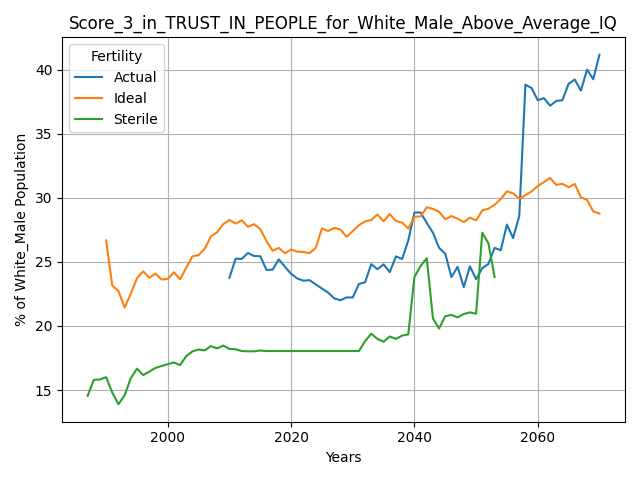 Score_3_in_TRUST_IN_PEOPLE_for_White_Male_Above_Average_IQ
Fertility
Actual
Ideal
Sterile
% of White_Male Population
40
35
30
25
20
15
2000
2020
2040
2060
Years